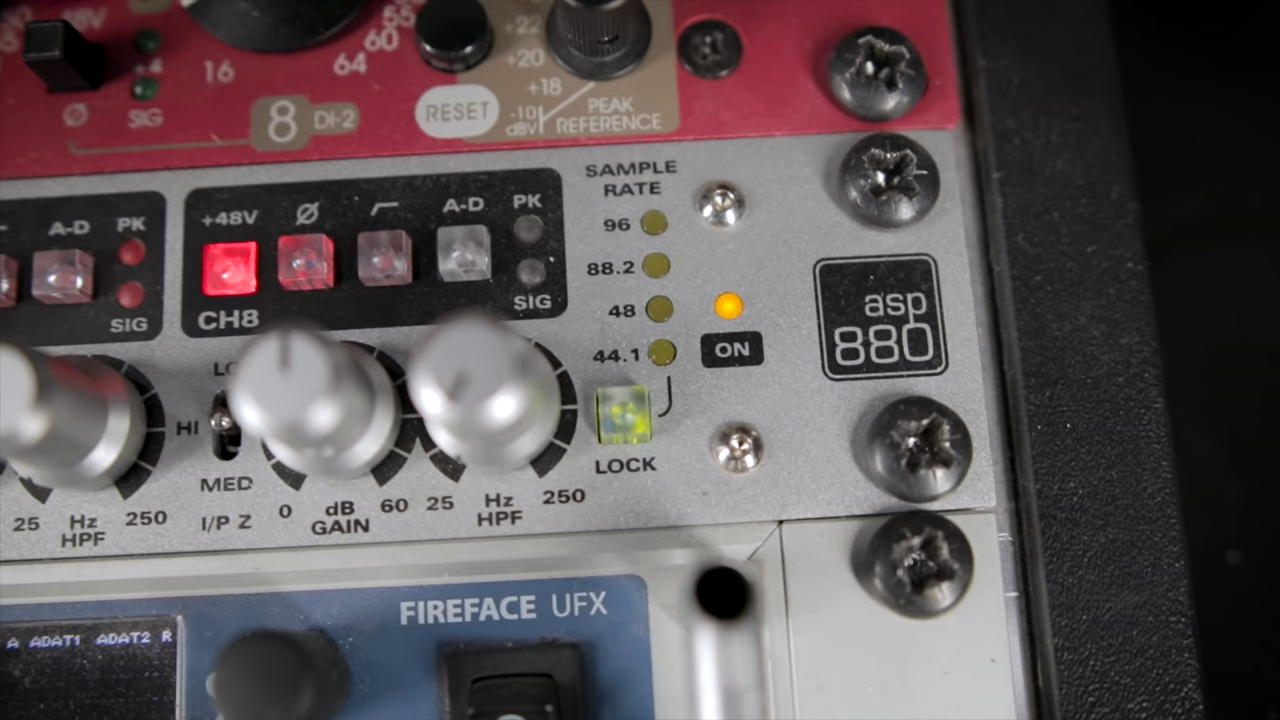 48V
+4
16
64
60
55
+22
+20
+18
-10
dBV
PEAK
REFERENCE
RESET
Ø
SIG
8 DI-2
SAMPLE
RATE
96
88.2
48
44.1
LOCK
ON
asp
880
A-D
PK
SIG
+48V
Ø
A-D
PK
SIG
CH8
HI
MED
I/P Z
25
Hz
HPF
250
0
dB
GAIN
60
25
Hz
HPF
250
FIREFACE UFX
A ADAT1 ADAT2 R